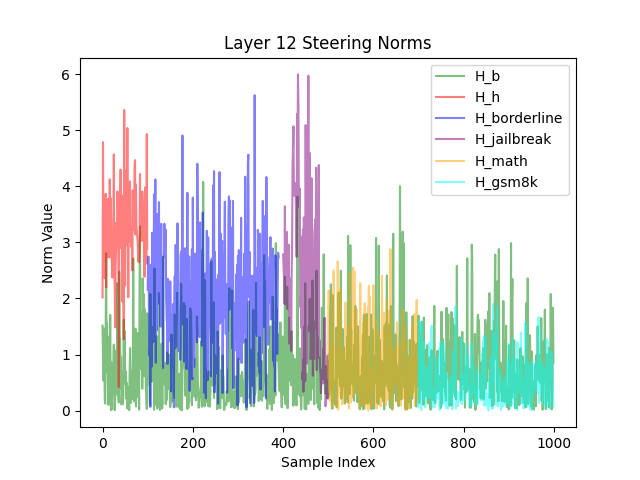 Layer 12 Steering Norms
H_b
H_h
H_borderline
H_jailbreak
H_math
H_gsm8k
Norm Value
6
5
4
3
2
1
0
0 200 400 600 800 1000
Sample Index